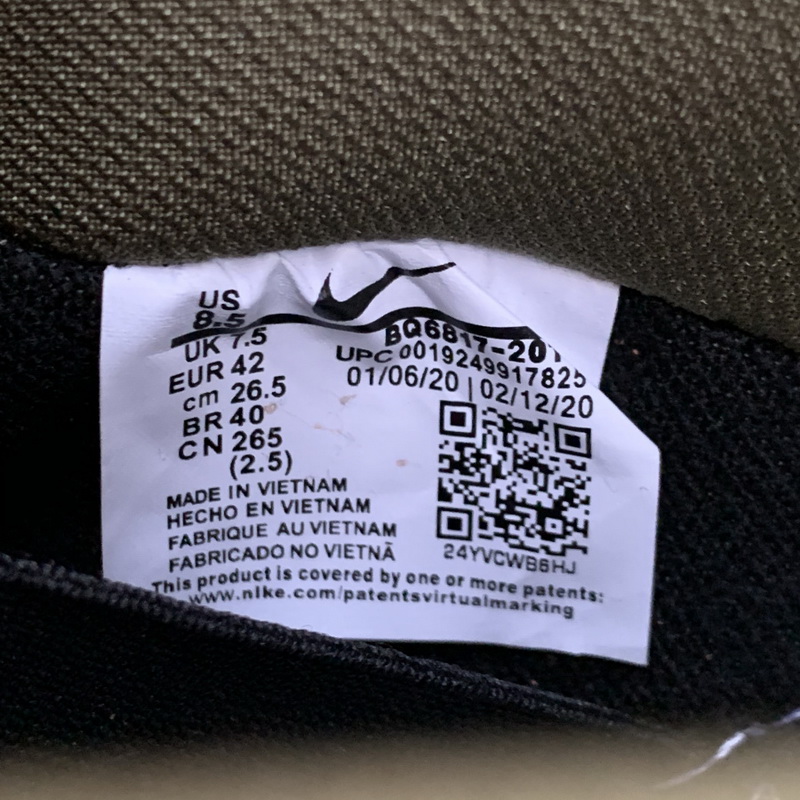 US
8.5
UK 7.5
EUR 42
cm 26.5
BR 40
CN 265
(2.5)
BQ6817-201
UPC 0019249917825
01/06/20 | 02/12/20
24YVCWB6HJ
MADE IN VIETNAM
HECHO EN VIETNAM
FABRIQUE AU VIETNAM
FABRICADO NO VIETNÃ
This product is covered by one or more patents:
www.nike.com/patentsvirtualmarking